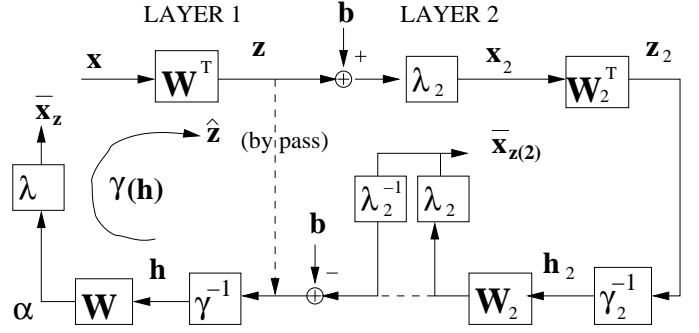 LAYER 1 b LAYER 2
x W^T z + λ_2 x_2 W_2^T z_2
x̄_z ẑ (by pass) x̄_z(2)
λ γ(h) λ_2^{-1} λ_2
b
α W h γ^{-1} − W_2 h_2 γ_2^{-1}